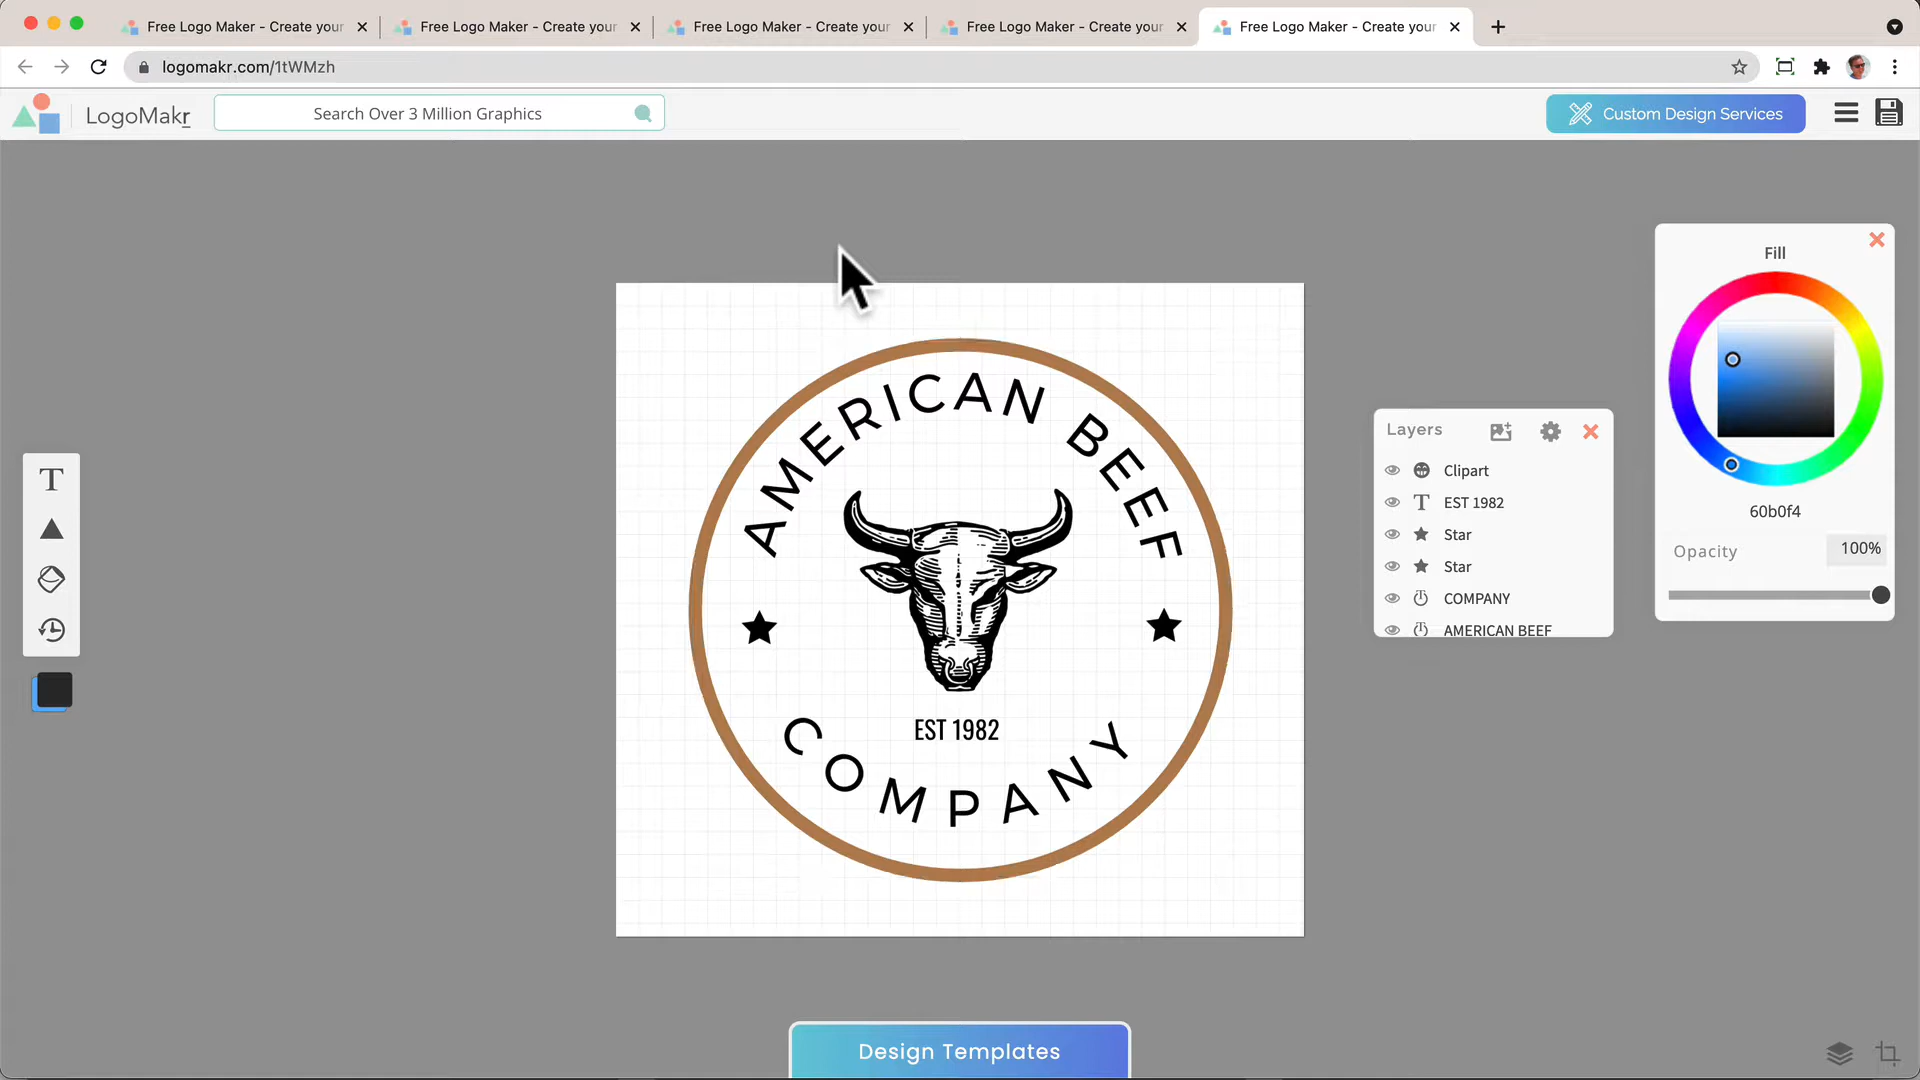 Free Logo Maker - Create your
Free Logo Maker - Create your
Free Logo Maker - Create your
Free Logo Maker - Create your
Free Logo Maker - Create your
logomakr.com/1tWMzh
LogoMakr
Search Over 3 Million Graphics
Custom Design Services
Fill
60b0f4
Opacity
100%
Layers
Clipart
T EST 1982
Star
Star
COMPANY
AMERICAN BEEF
T
AMERICAN BEEF
EST 1982
COMPANY
Design Templates